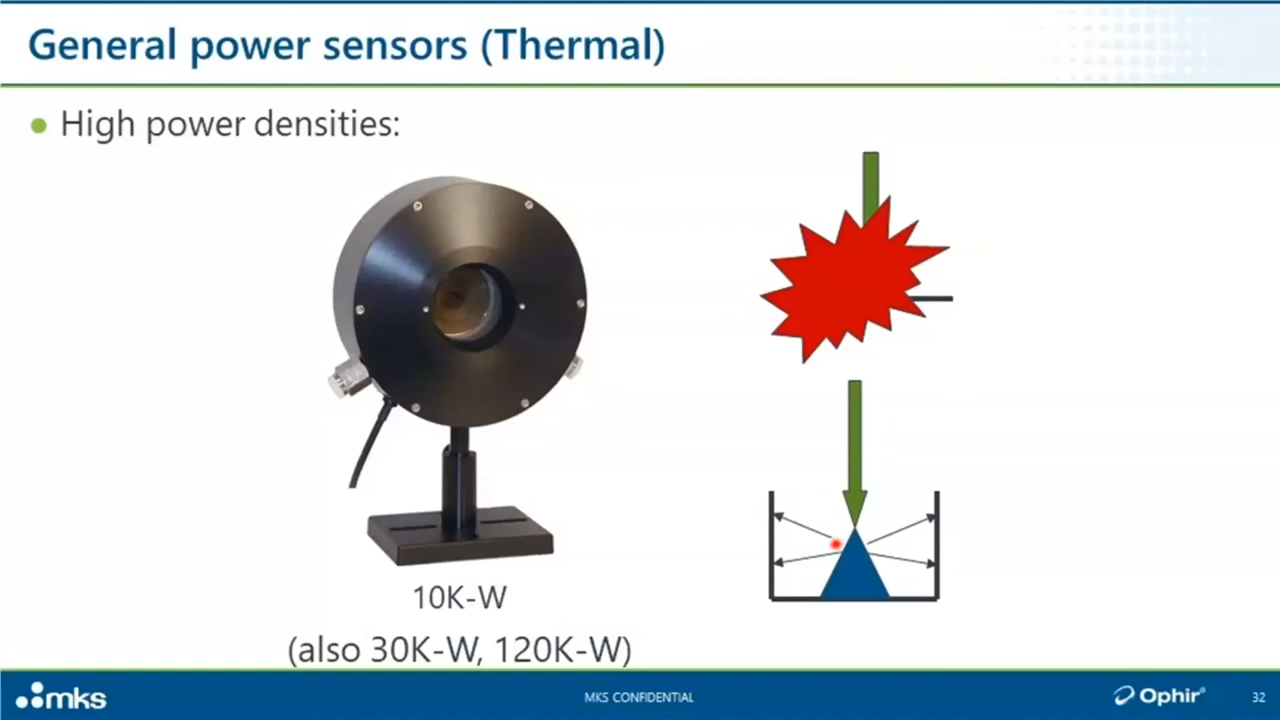 General power sensors (Thermal)
High power densities:
10K-W
(also 30K-W, 120K-W)
mks
MKS CONFIDENTIAL
Ophir®
32